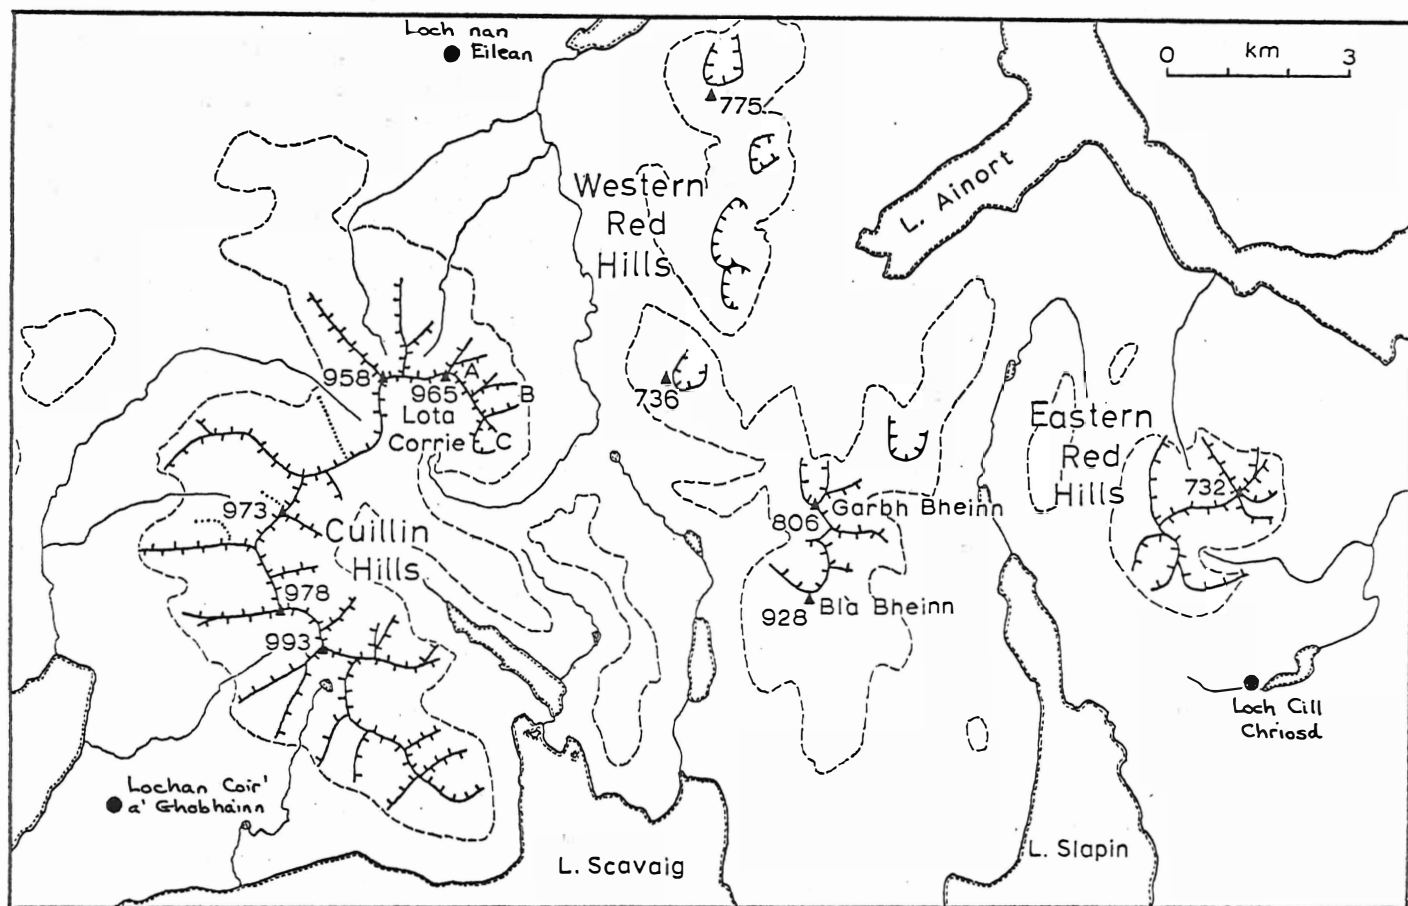 Loch nan
Eilean
0 km 3
775
Western
Red
Hills
L. Ainort
958
965
A
B
C
Lota
Corrie
736
Eastern
Red
Hills
732
973
Cuillin
Hills
Garbh Bheinn
806
978
993
928
Blà Bheinn
Loch Cill
Chriosd
Lochan Coir'
a' Ghobhainn
L. Scavaig
L. Slapin